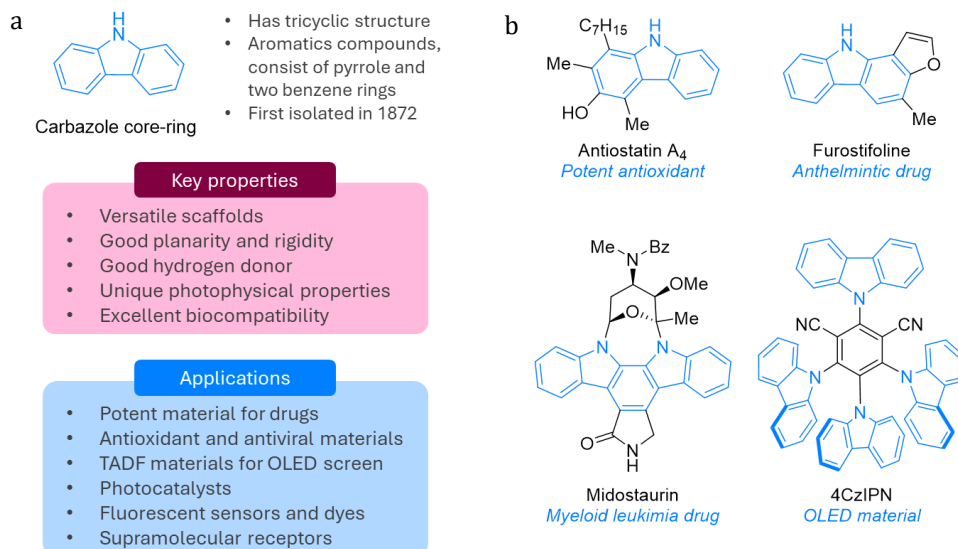 a
H
N
Carbazole core-ring
• Has tricyclic structure
• Aromatics compounds,
consist of pyrrole and
two benzene rings
• First isolated in 1872
Key properties
• Versatile scaffolds
• Good planarity and rigidity
• Good hydrogen donor
• Unique photophysical properties
• Excellent biocompatibility
Applications
• Potent material for drugs
• Antioxidant and antiviral materials
• TADF materials for OLED screen
• Photocatalysts
• Fluorescent sensors and dyes
• Supramolecular receptors
b
C₇H₁₅
H
N
Me
HO
Me
Antiostatin A₄
Potent antioxidant
H
N
O
Me
Furostifoline
Anthelmintic drug
Me
N
Bz
OMe
O
Me
N
N
O
N
H
Midostaurin
Myeloid leukimia drug
N
NC
CN
N
N
N
4CzIPN
OLED material